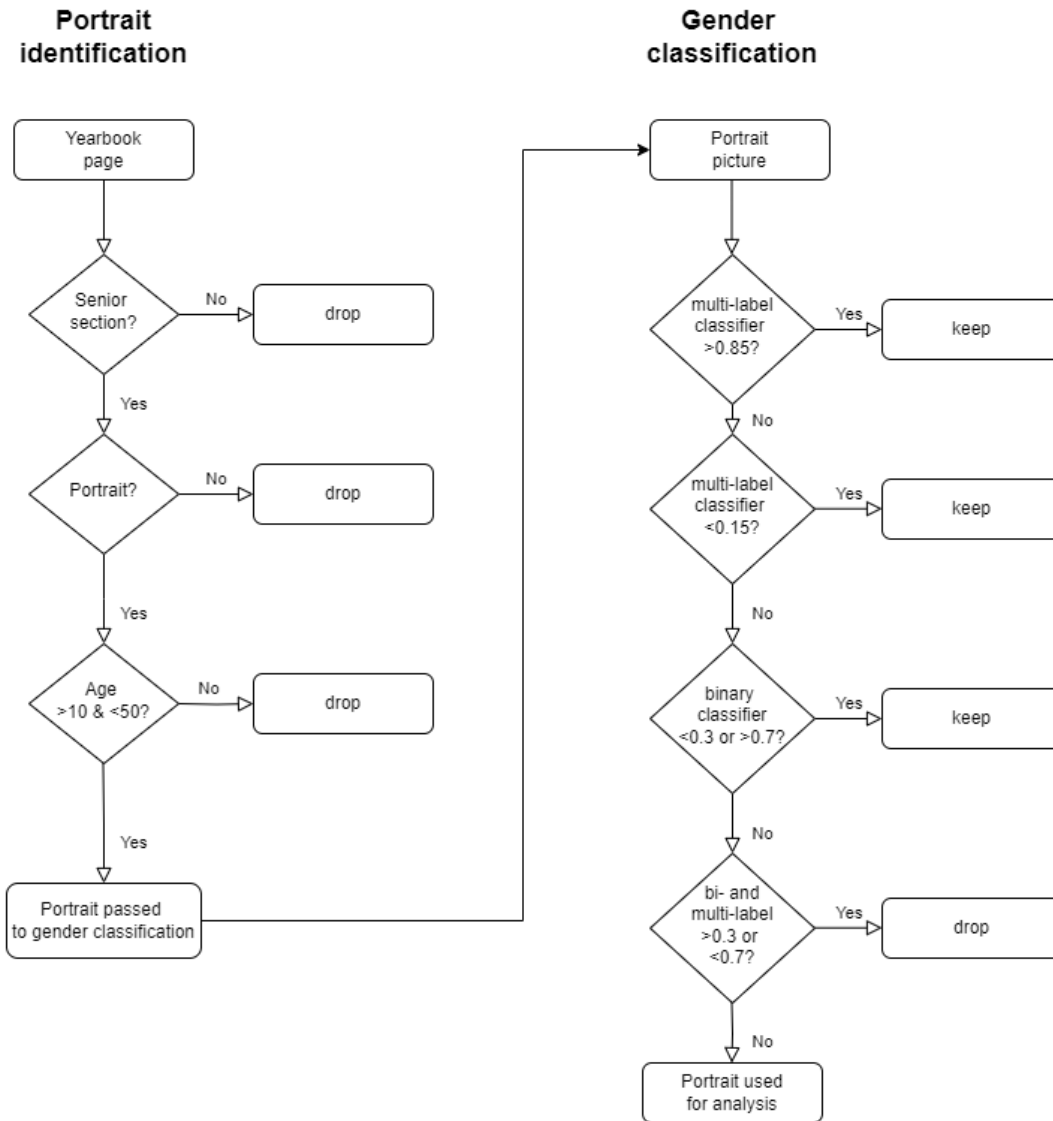 Portrait
identification
Yearbook
page
Senior
section?
No
drop
Yes
Portrait?
No
drop
Yes
Age
>10 & <50?
No
drop
Yes
Portrait passed
to gender classification
Gender
classification
Portrait
picture
multi-label
classifier
>0.85?
Yes
keep
No
multi-label
classifier
<0.15?
Yes
keep
No
binary
classifier
<0.3 or >0.7?
Yes
keep
No
bi- and
multi-label
>0.3 or
<0.7?
Yes
drop
No
Portrait used
for analysis